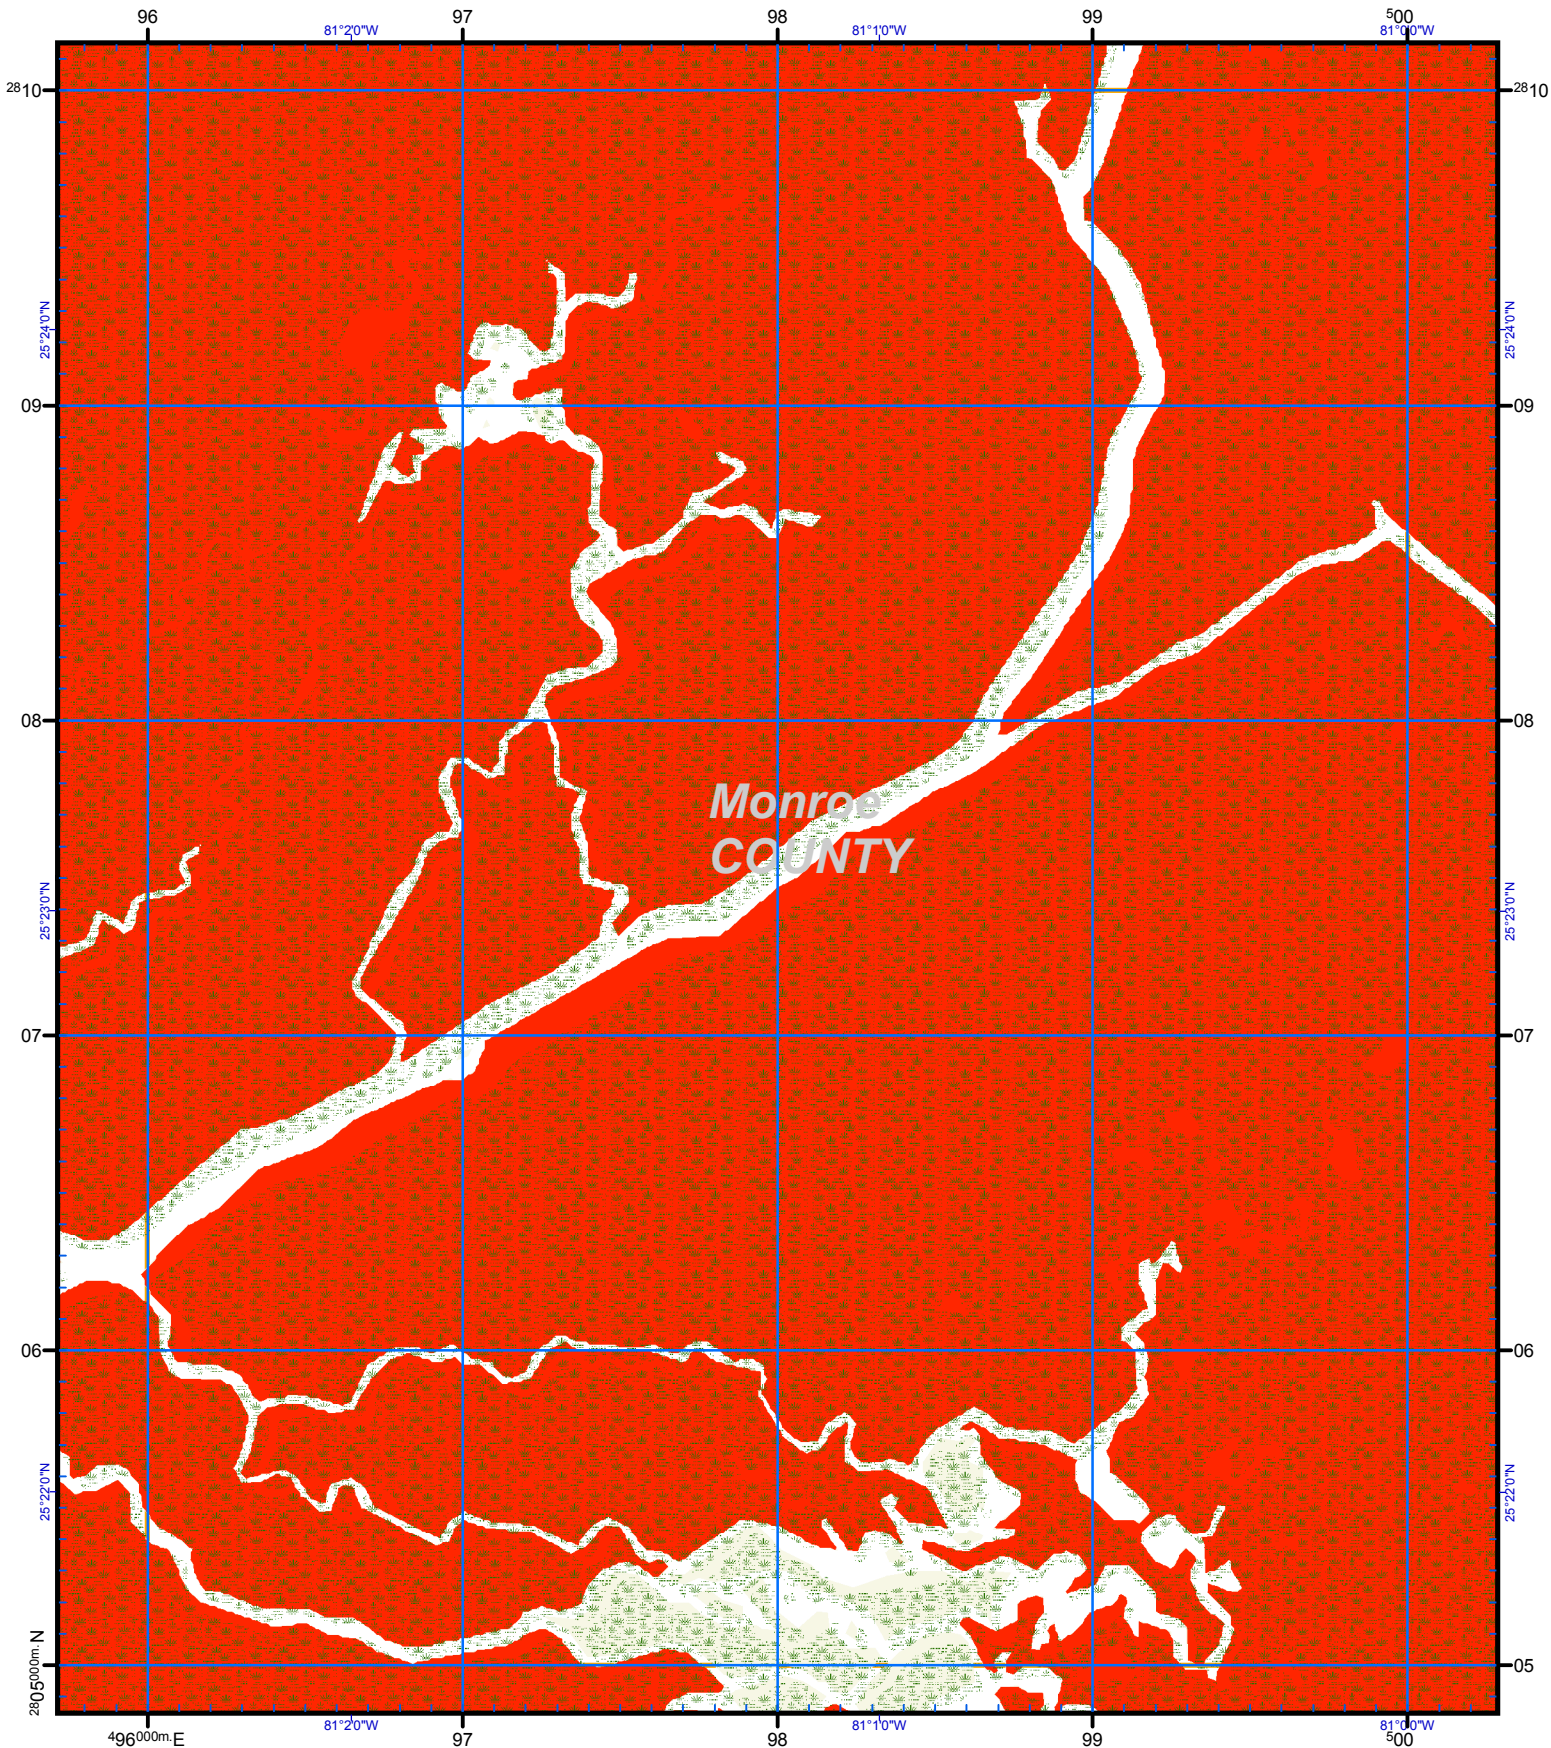 96 97 98 99 ⁵00
81°2'0"W 81°1'0"W 81°0'0"W
²⁸10 ²⁸10
25°24'0"N 25°24'0"N
09 09
08 08
Monroe
COUNTY
25°23'0"N 25°23'0"N
07 07
06 06
25°22'0"N 25°22'0"N
²⁸05⁰⁰⁰ᵐ· N 05
81°2'0"W 81°1'0"W 81°0'0"W
⁴96⁰⁰⁰ᵐ· E 97 98 99 ⁵00